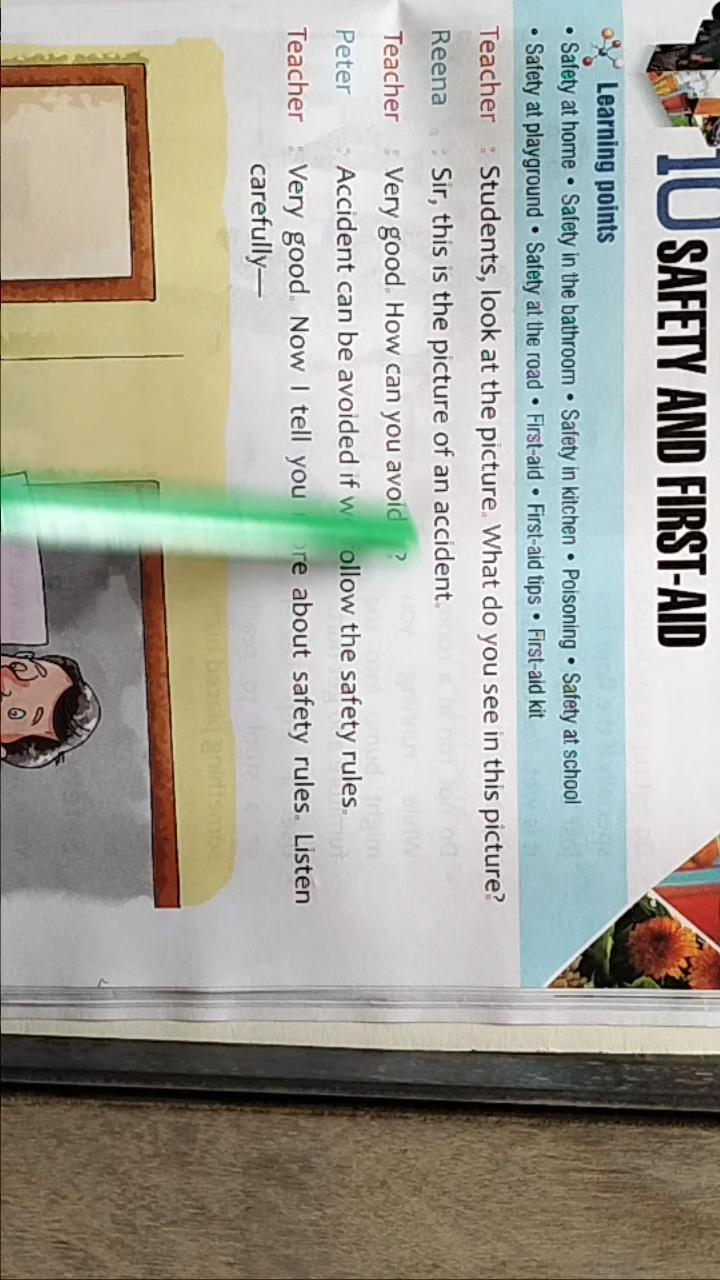 10 SAFETY AND FIRST-AID
Learning points
• Safety at home • Safety in the bathroom • Safety in kitchen • Poisoning • Safety at school
• Safety at playground • Safety at the road • First-aid • First-aid tips • First-aid kit
Teacher : Students, look at the picture. What do you see in this picture?
Reena : Sir, this is the picture of an accident.
Teacher : Very good. How can you avoid ?
Peter : Accident can be avoided if follow the safety rules.
Teacher : Very good. Now I tell you about safety rules. Listen
carefully—